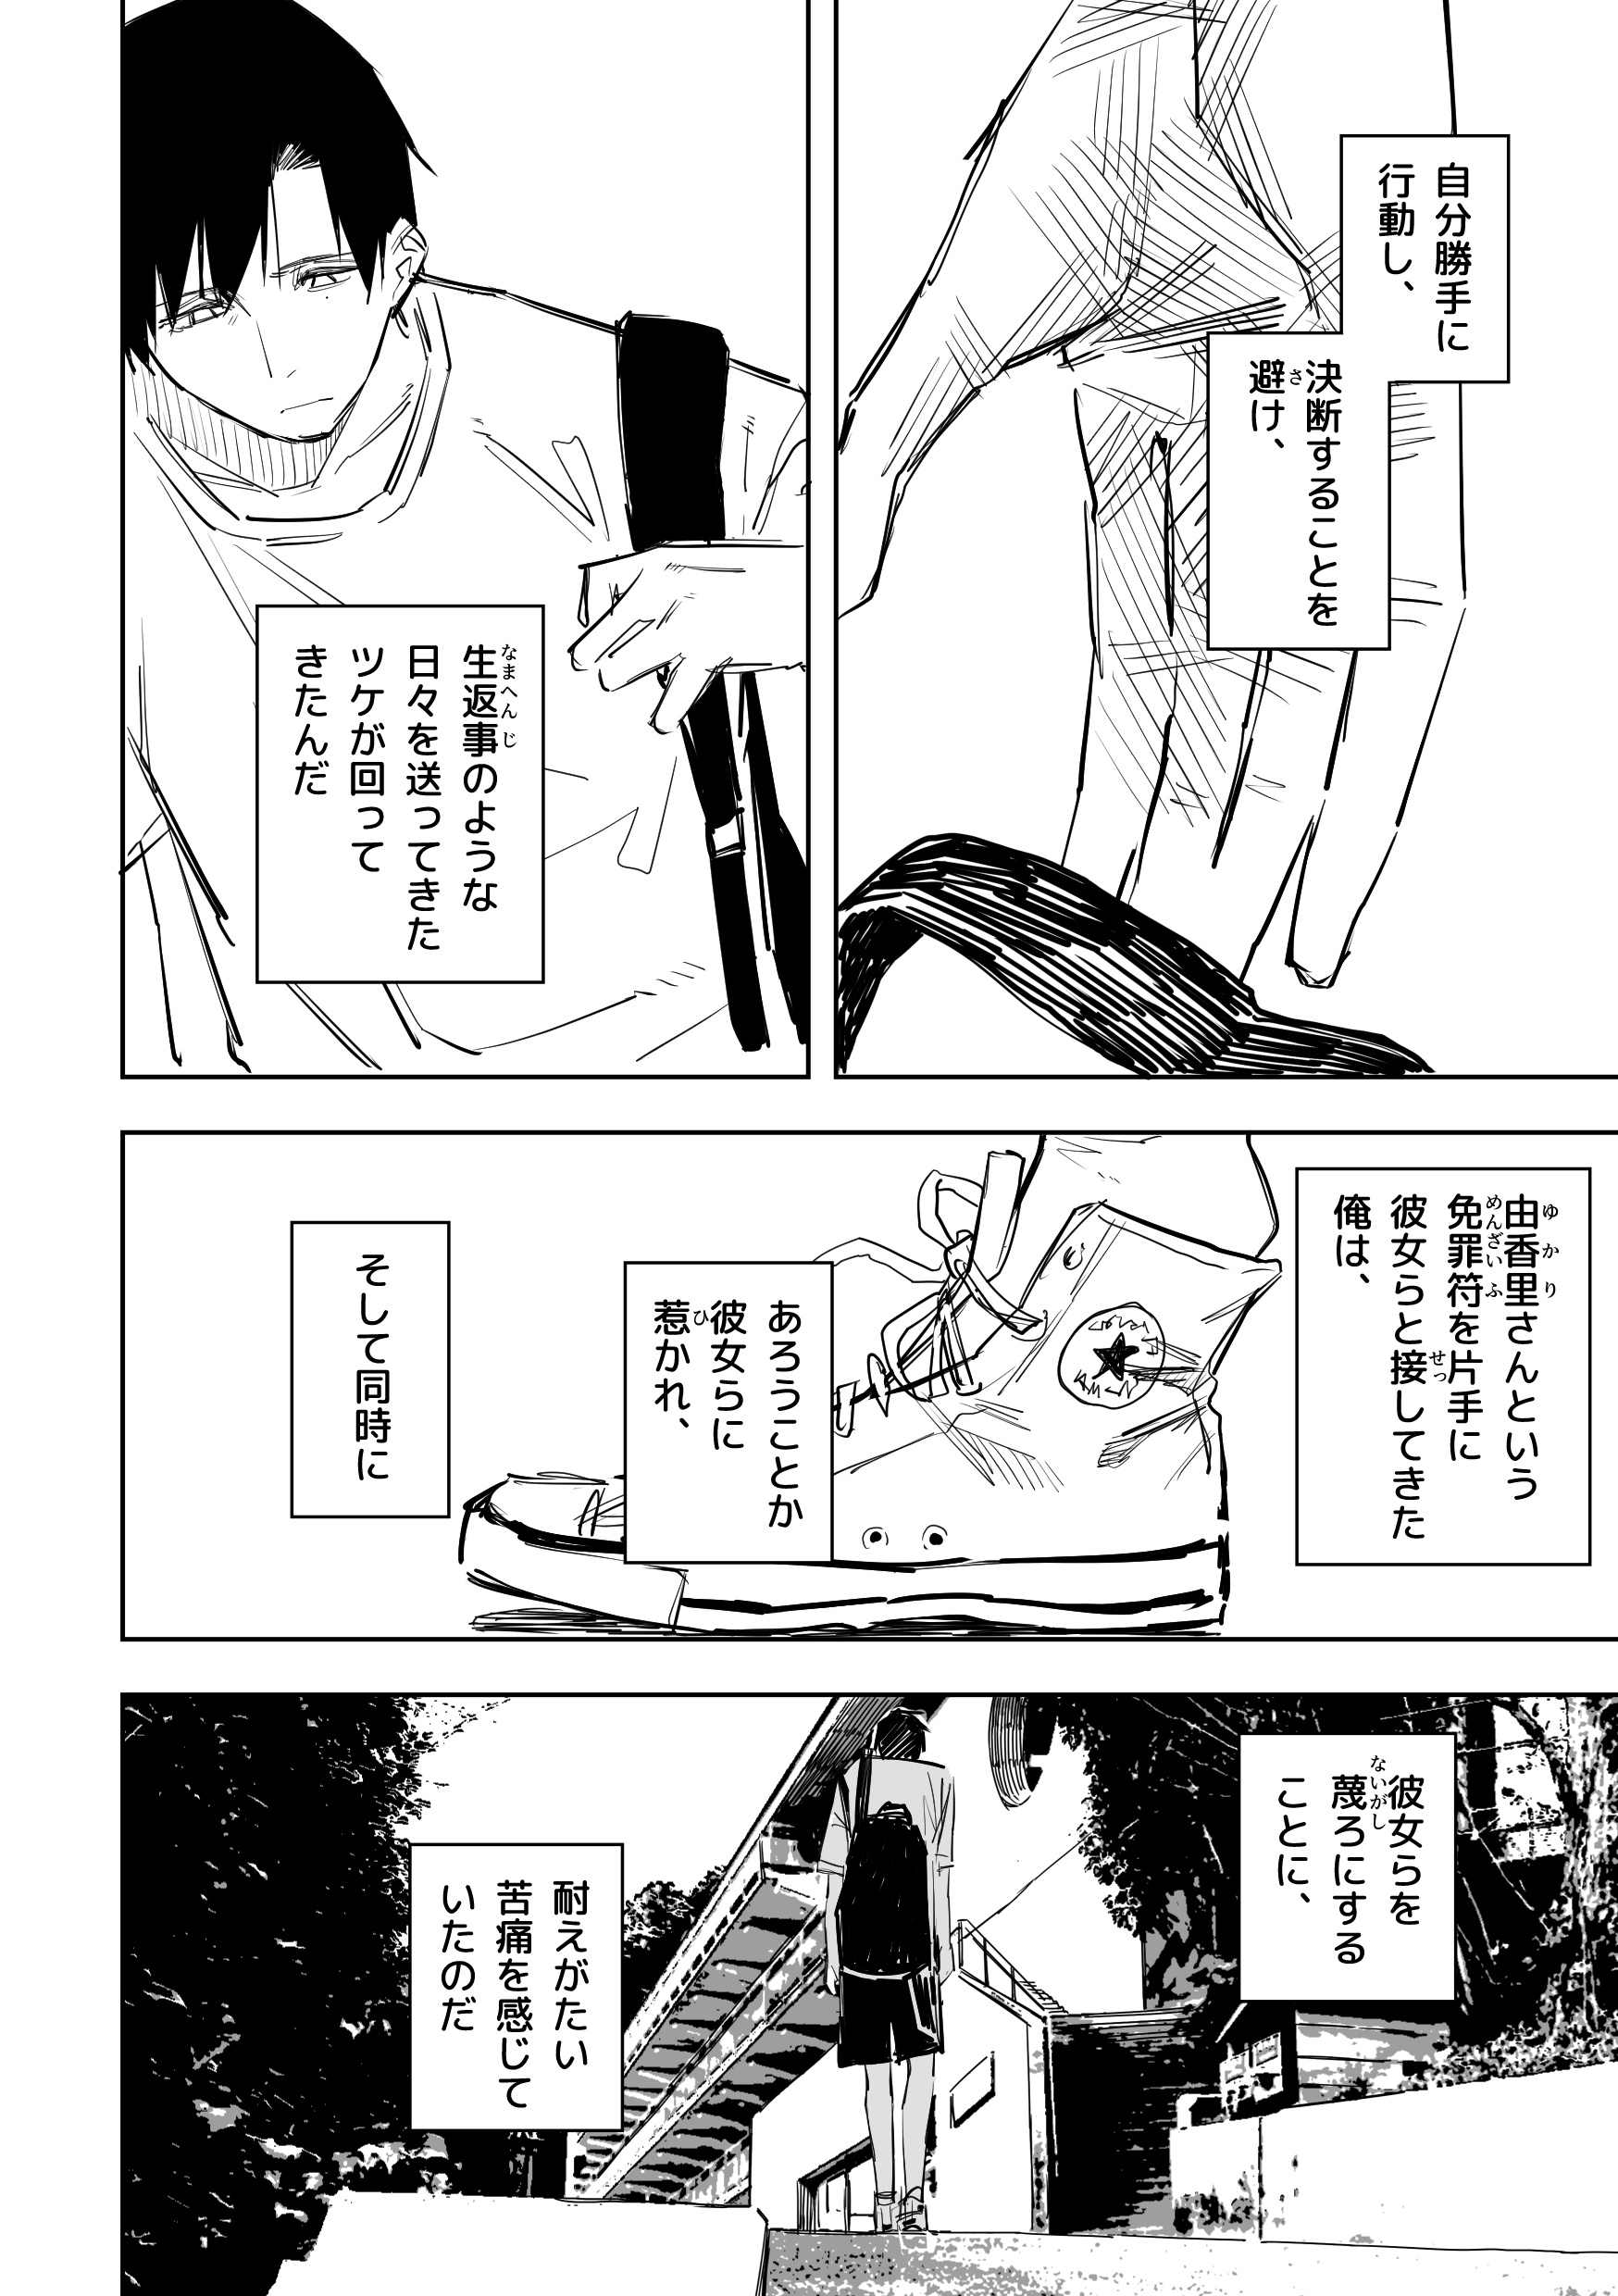 自分勝手に
行動し、
決断することを
避け、
生返事のような
日々を送ってきた
ツケが回って
きたんだ
由香里さんという
免罪符を片手に
彼女らと接してきた
俺は、
あろうことか
彼女らに
惹かれ、
そして同時に
彼女らを
蔑ろにする
ことに、
耐えがたい
苦痛を感じて
いたのだ